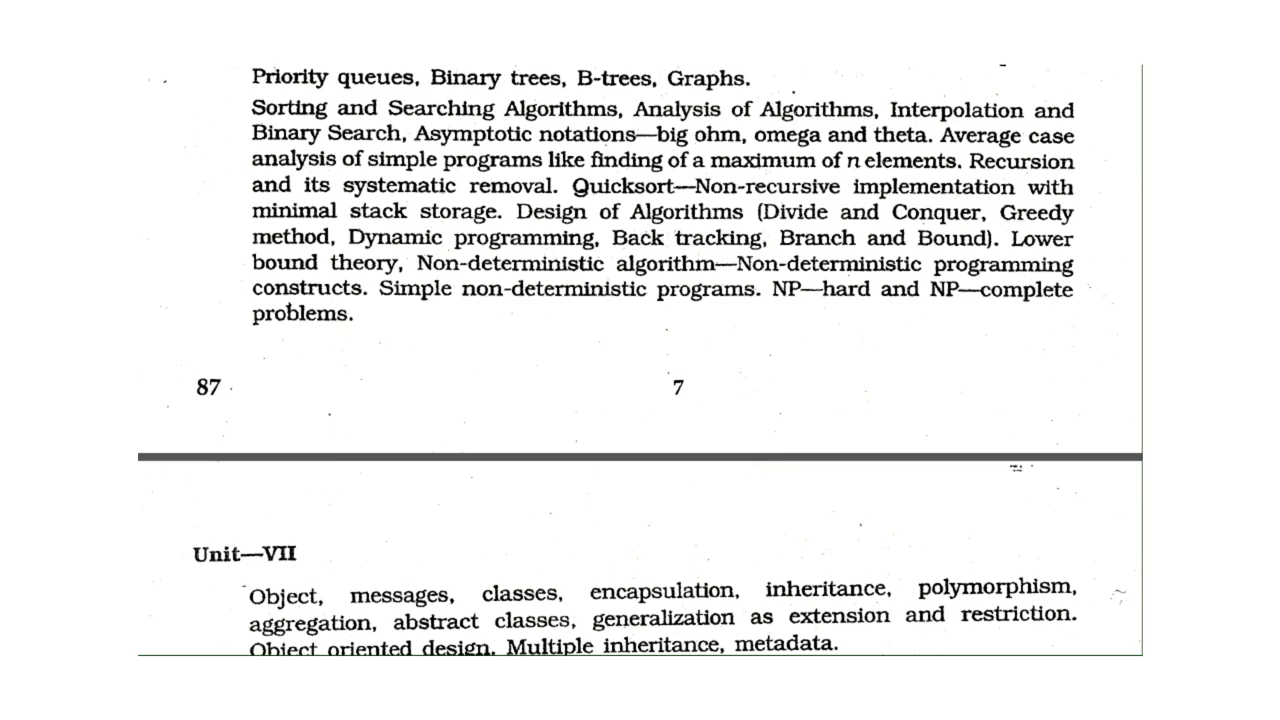 Priority queues, Binary trees, B-trees, Graphs.
Sorting and Searching Algorithms, Analysis of Algorithms, Interpolation and
Binary Search, Asymptotic notations—big ohm, omega and theta. Average case
analysis of simple programs like finding of a maximum of n elements. Recursion
and its systematic removal. Quicksort—Non-recursive implementation with
minimal stack storage. Design of Algorithms (Divide and Conquer, Greedy
method, Dynamic programming, Back tracking, Branch and Bound). Lower
bound theory, Non-deterministic algorithm—Non-deterministic programming
constructs. Simple non-deterministic programs. NP—hard and NP—complete
problems.
87 7
Unit—VII
Object, messages, classes, encapsulation, inheritance, polymorphism,
aggregation, abstract classes, generalization as extension and restriction.
Object oriented design. Multiple inheritance, metadata.